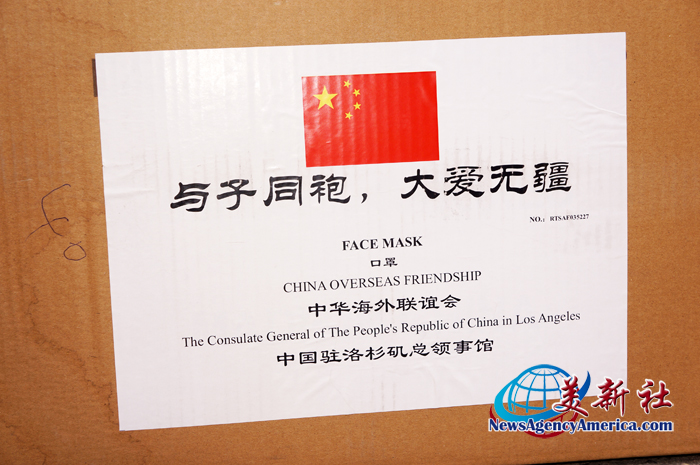 与子同袍，大爱无疆
NO.: RTSAF035227
FACE MASK
口罩
CHINA OVERSEAS FRIENDSHIP
中华海外联谊会
The Consulate General of The People's Republic of China in Los Angeles
中国驻洛杉矶总领事馆
美新社
NewsAgencyAmerica.com